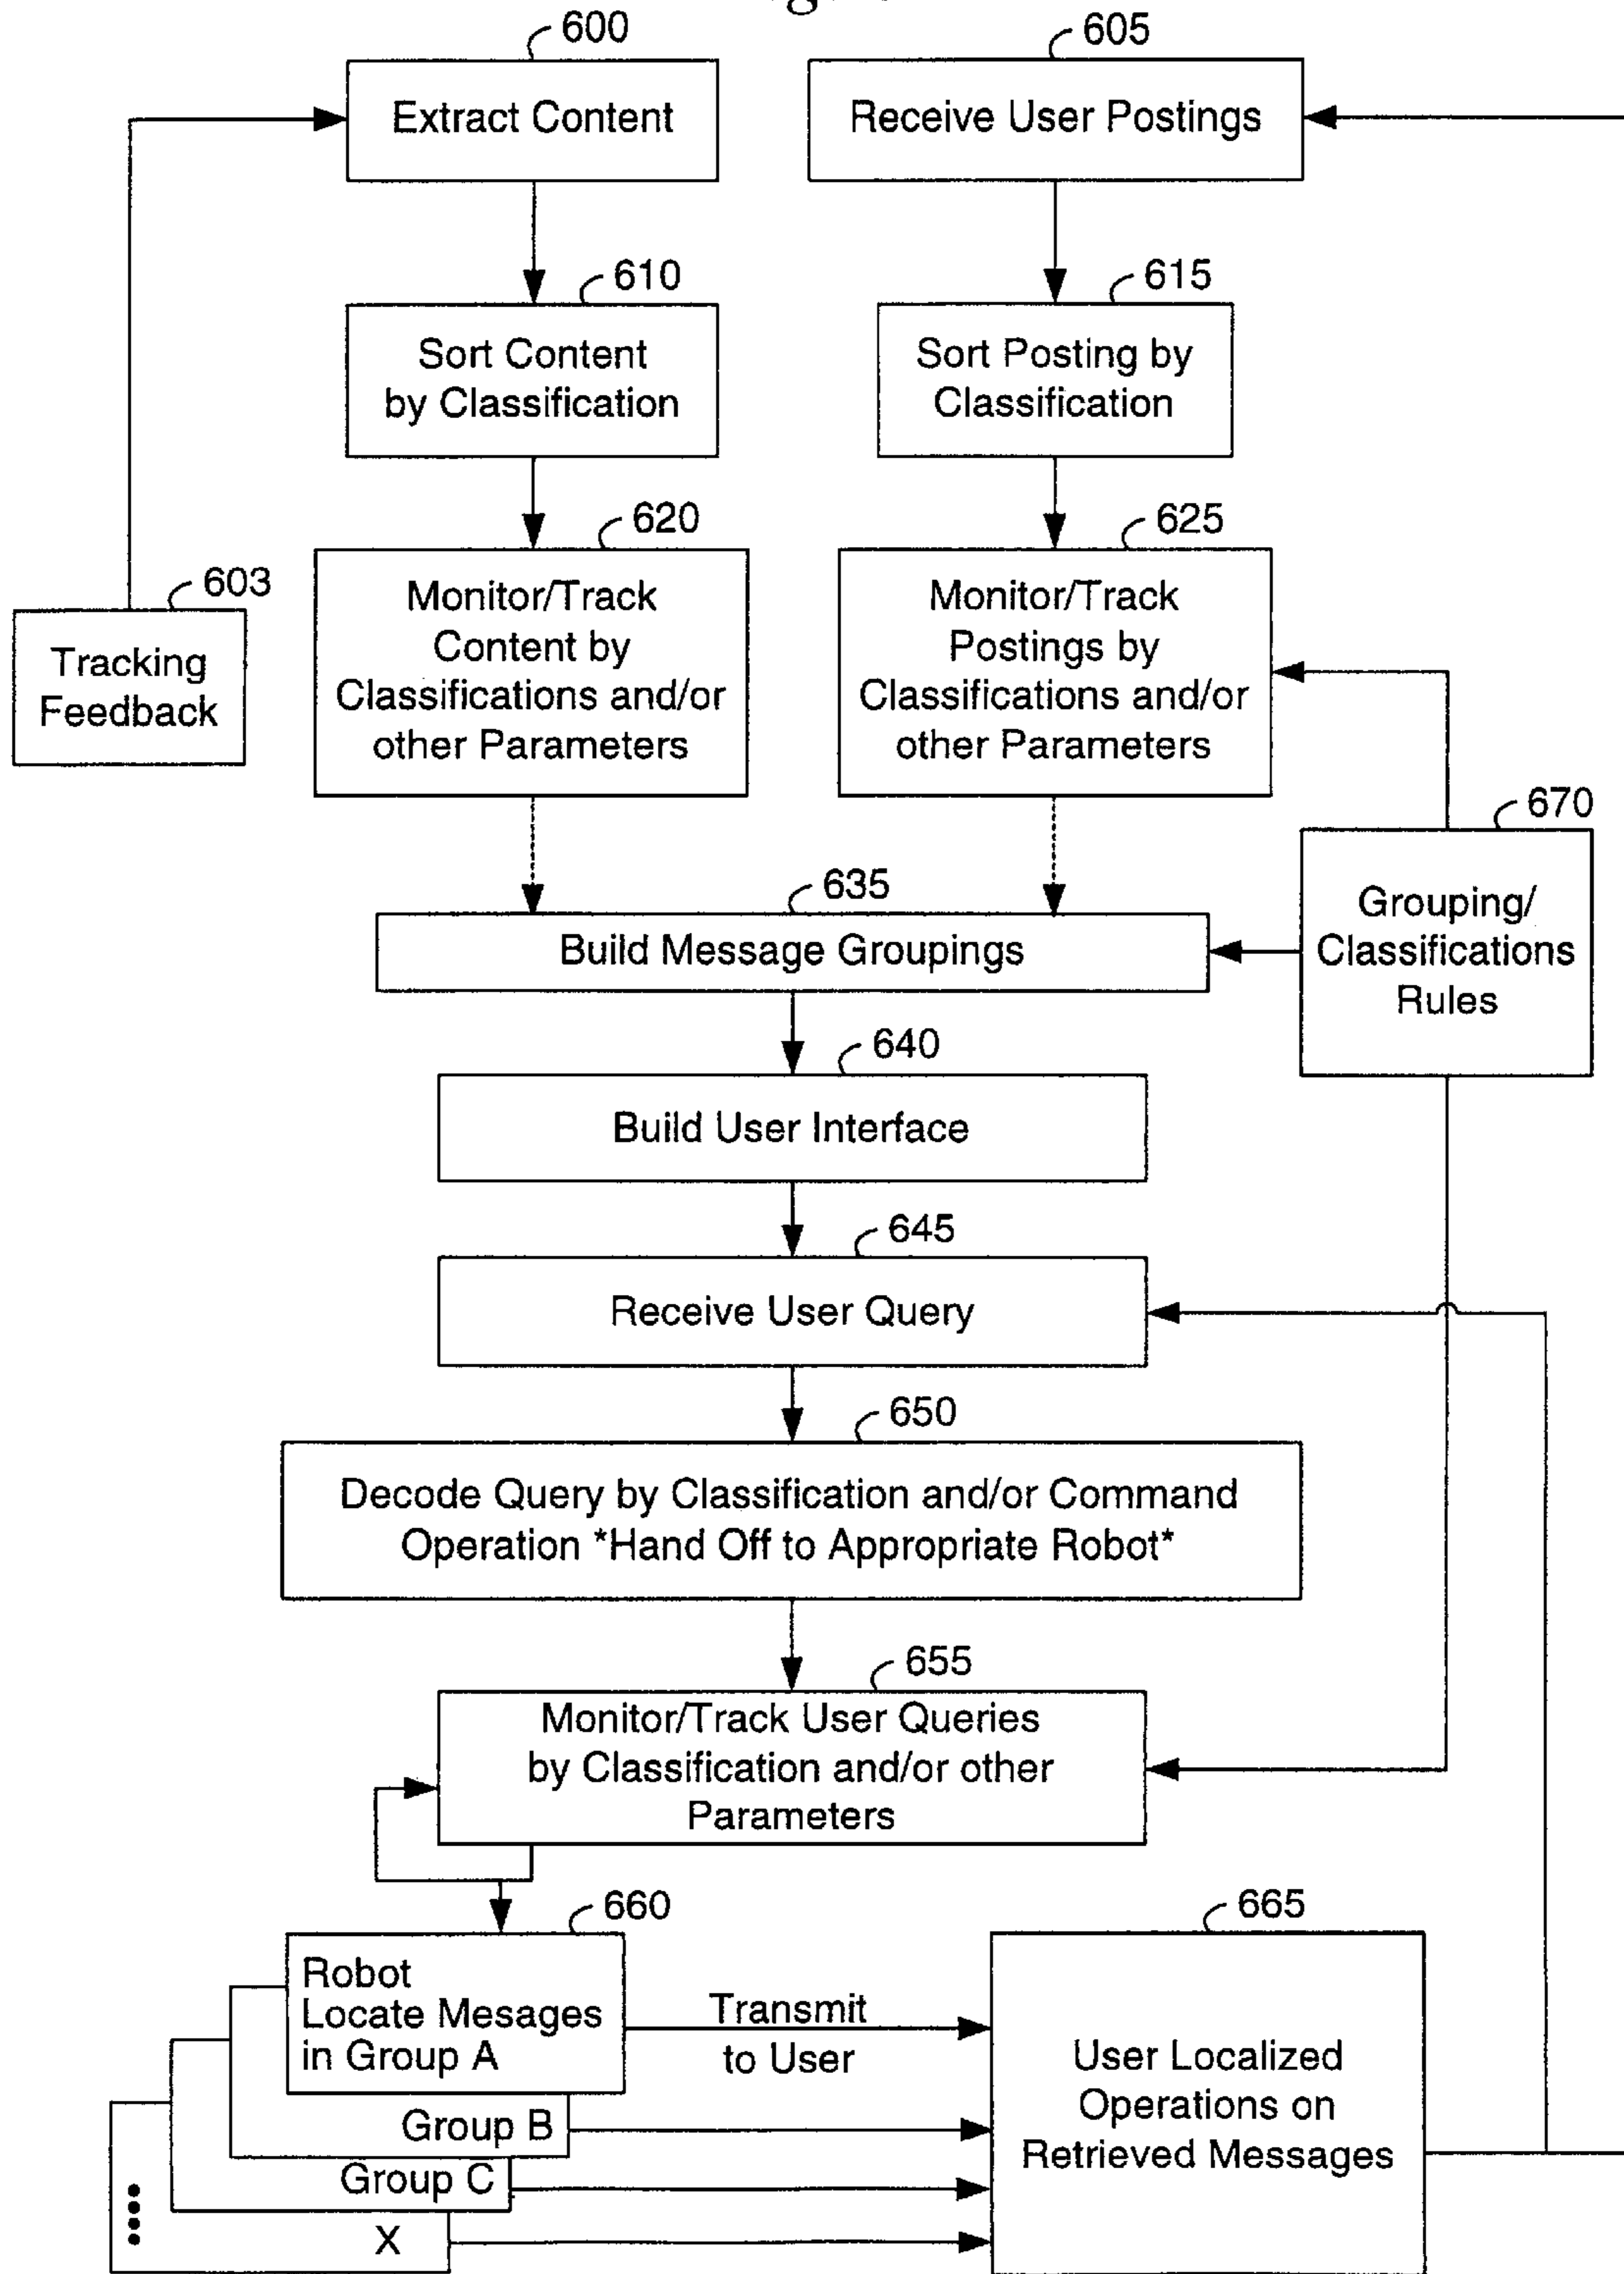 600
605
Extract Content
Receive User Postings
610
615
Sort Content
by Classification
Sort Posting by
Classification
620
625
603
Tracking
Feedback
Monitor/Track
Content by
Classifications and/or
other Parameters
Monitor/Track
Postings by
Classifications and/or
other Parameters
670
Grouping/
Classifications
Rules
635
Build Message Groupings
640
Build User Interface
645
Receive User Query
650
Decode Query by Classification and/or Command
Operation *Hand Off to Appropriate Robot*
655
Monitor/Track User Queries
by Classification and/or other
Parameters
660
665
Robot
Locate Mesages
in Group A
Transmit
to User
Group B
Group C
X
User Localized
Operations on
Retrieved Messages